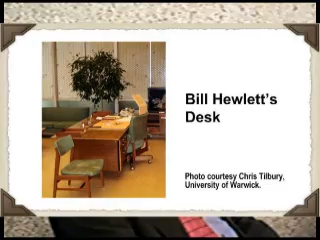 Bill Hewlett's
Desk
Photo courtesy Chris Tilbury,
University of Warwick.